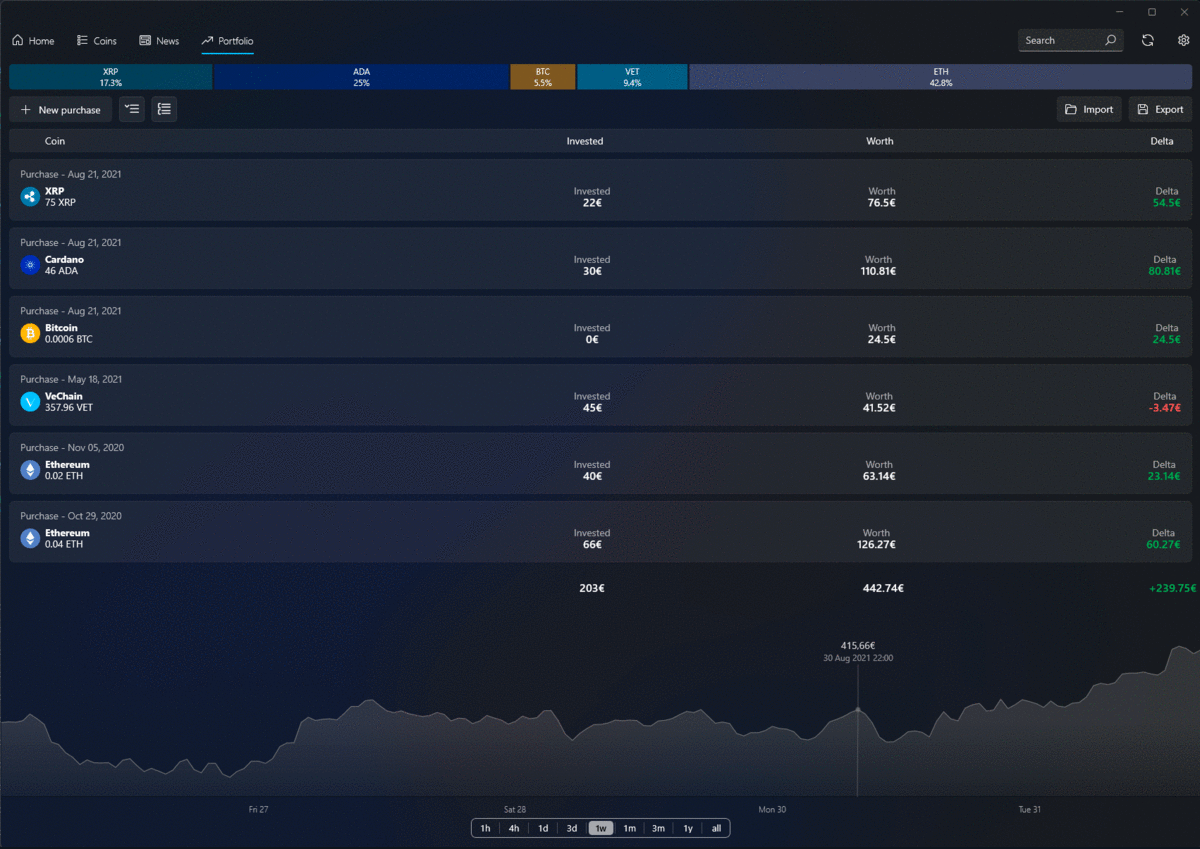 Home Coins News Portfolio Search
XRP ADA BTC VET ETH
17.3% 25% 5.5% 9.4% 42.8%
New purchase Import Export
Coin Invested Worth Delta
Purchase - Aug 21, 2021
XRP Invested Worth Delta
75 XRP 22€ 76.5€ 54.5€
Purchase - Aug 21, 2021
Cardano Invested Worth Delta
46 ADA 30€ 110.81€ 80.81€
Purchase - Aug 21, 2021
Bitcoin Invested Worth Delta
0.0006 BTC 0€ 24.5€ 24.5€
Purchase - May 18, 2021
VeChain Invested Worth Delta
357.96 VET 45€ 41.52€ -3.47€
Purchase - Nov 05, 2020
Ethereum Invested Worth Delta
0.02 ETH 40€ 63.14€ 23.14€
Purchase - Oct 29, 2020
Ethereum Invested Worth Delta
0.04 ETH 66€ 126.27€ 60.27€
203€ 442.74€ +239.75€
415,66€
30 Aug 2021 22:00
Fri 27 Sat 28 Mon 30 Tue 31
1h 4h 1d 3d 1w 1m 3m 1y all